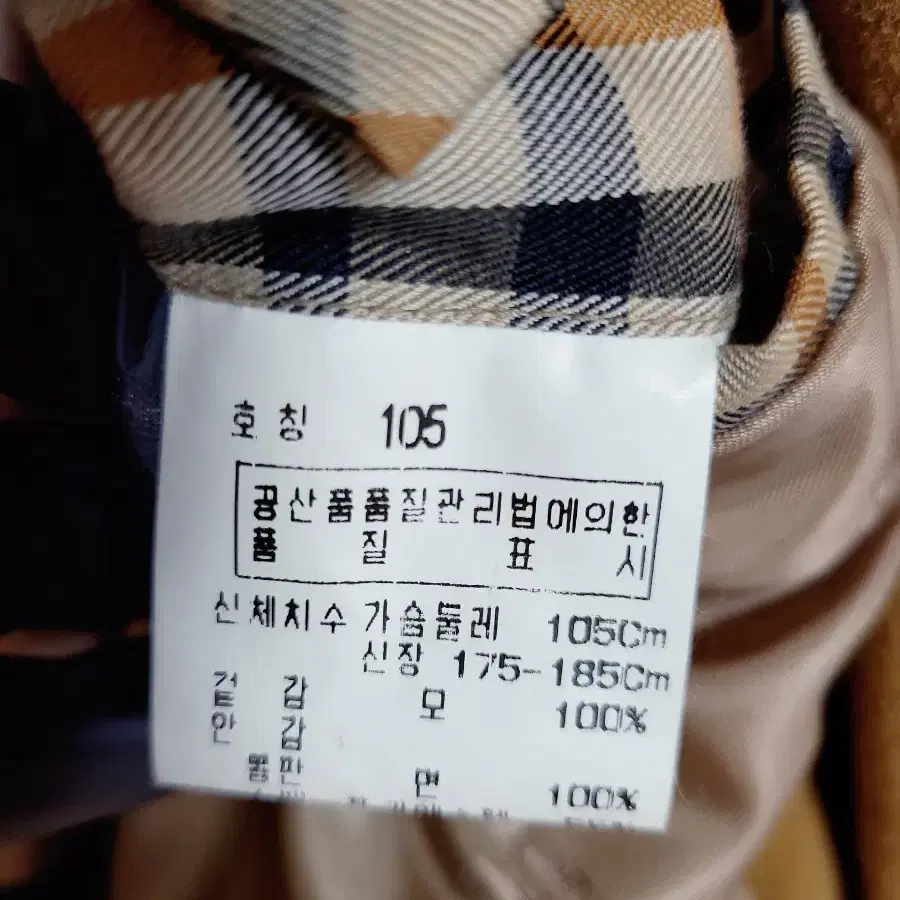 호 칭 105
공산품품질관리법에의한
품 질 표 시
신체치수 가슴둘레 105Cm
신장 175-185Cm
겉 감 모 100%
안 감
몸판 면 100%